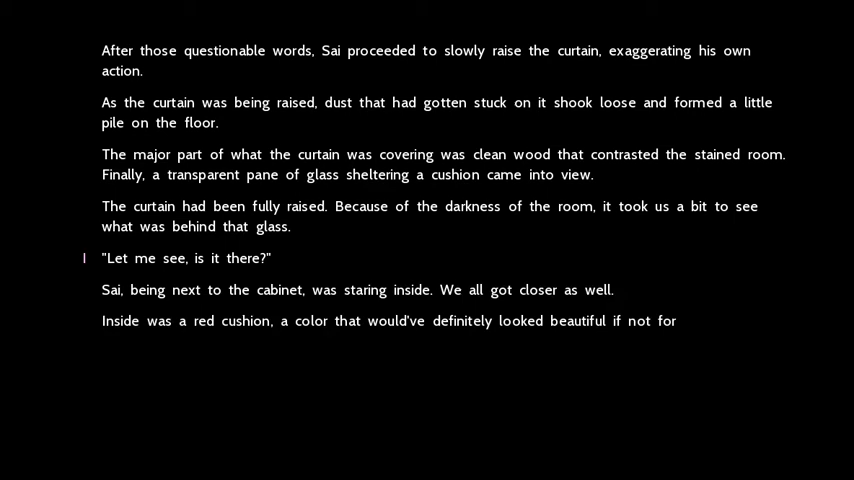 After those questionable words, Sai proceeded to slowly raise the curtain, exaggerating his own
action.
As the curtain was being raised, dust that had gotten stuck on it shook loose and formed a little
pile on the floor.
The major part of what the curtain was covering was clean wood that contrasted the stained room.
Finally, a transparent pane of glass sheltering a cushion came into view.
The curtain had been fully raised. Because of the darkness of the room, it took us a bit to see
what was behind that glass.
"Let me see, is it there?"
Sai, being next to the cabinet, was staring inside. We all got closer as well.
Inside was a red cushion, a color that would've definitely looked beautiful if not for